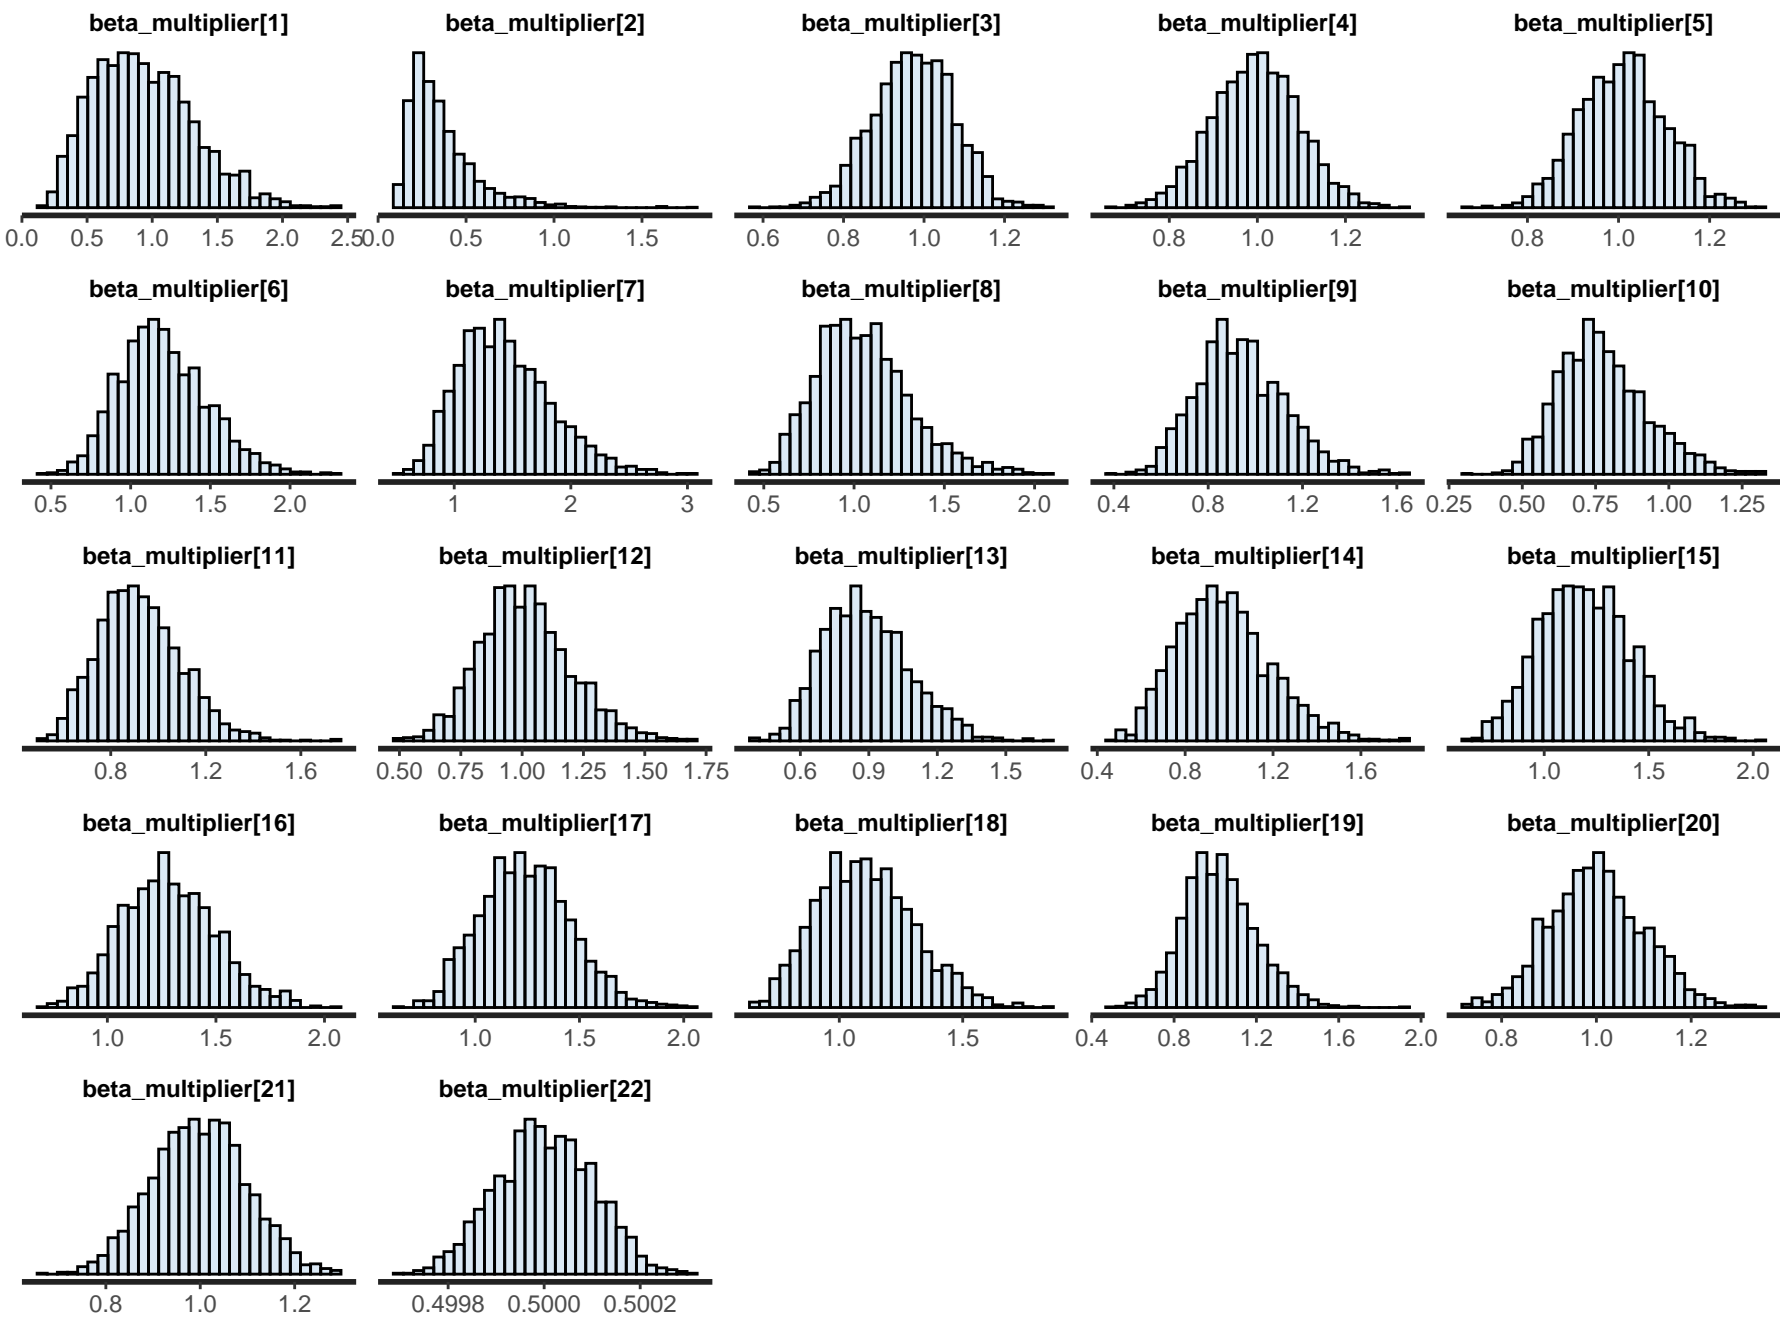 beta_multiplier[1] beta_multiplier[2] beta_multiplier[3] beta_multiplier[4] beta_multiplier[5]
0.0 0.5 1.0 1.5 2.0 2.5 0.0 0.5 1.0 1.5 0.6 0.8 1.0 1.2 0.8 1.0 1.2 0.8 1.0 1.2
beta_multiplier[6] beta_multiplier[7] beta_multiplier[8] beta_multiplier[9] beta_multiplier[10]
0.5 1.0 1.5 2.0 1 2 3 0.5 1.0 1.5 2.0 0.4 0.8 1.2 1.6 0.25 0.50 0.75 1.00 1.25
beta_multiplier[11] beta_multiplier[12] beta_multiplier[13] beta_multiplier[14] beta_multiplier[15]
0.8 1.2 1.6 0.50 0.75 1.00 1.25 1.50 1.75 0.6 0.9 1.2 1.5 0.4 0.8 1.2 1.6 1.0 1.5 2.0
beta_multiplier[16] beta_multiplier[17] beta_multiplier[18] beta_multiplier[19] beta_multiplier[20]
1.0 1.5 2.0 1.0 1.5 2.0 1.0 1.5 0.4 0.8 1.2 1.6 2.0 0.8 1.0 1.2
beta_multiplier[21] beta_multiplier[22]
0.8 1.0 1.2 0.4998 0.5000 0.5002